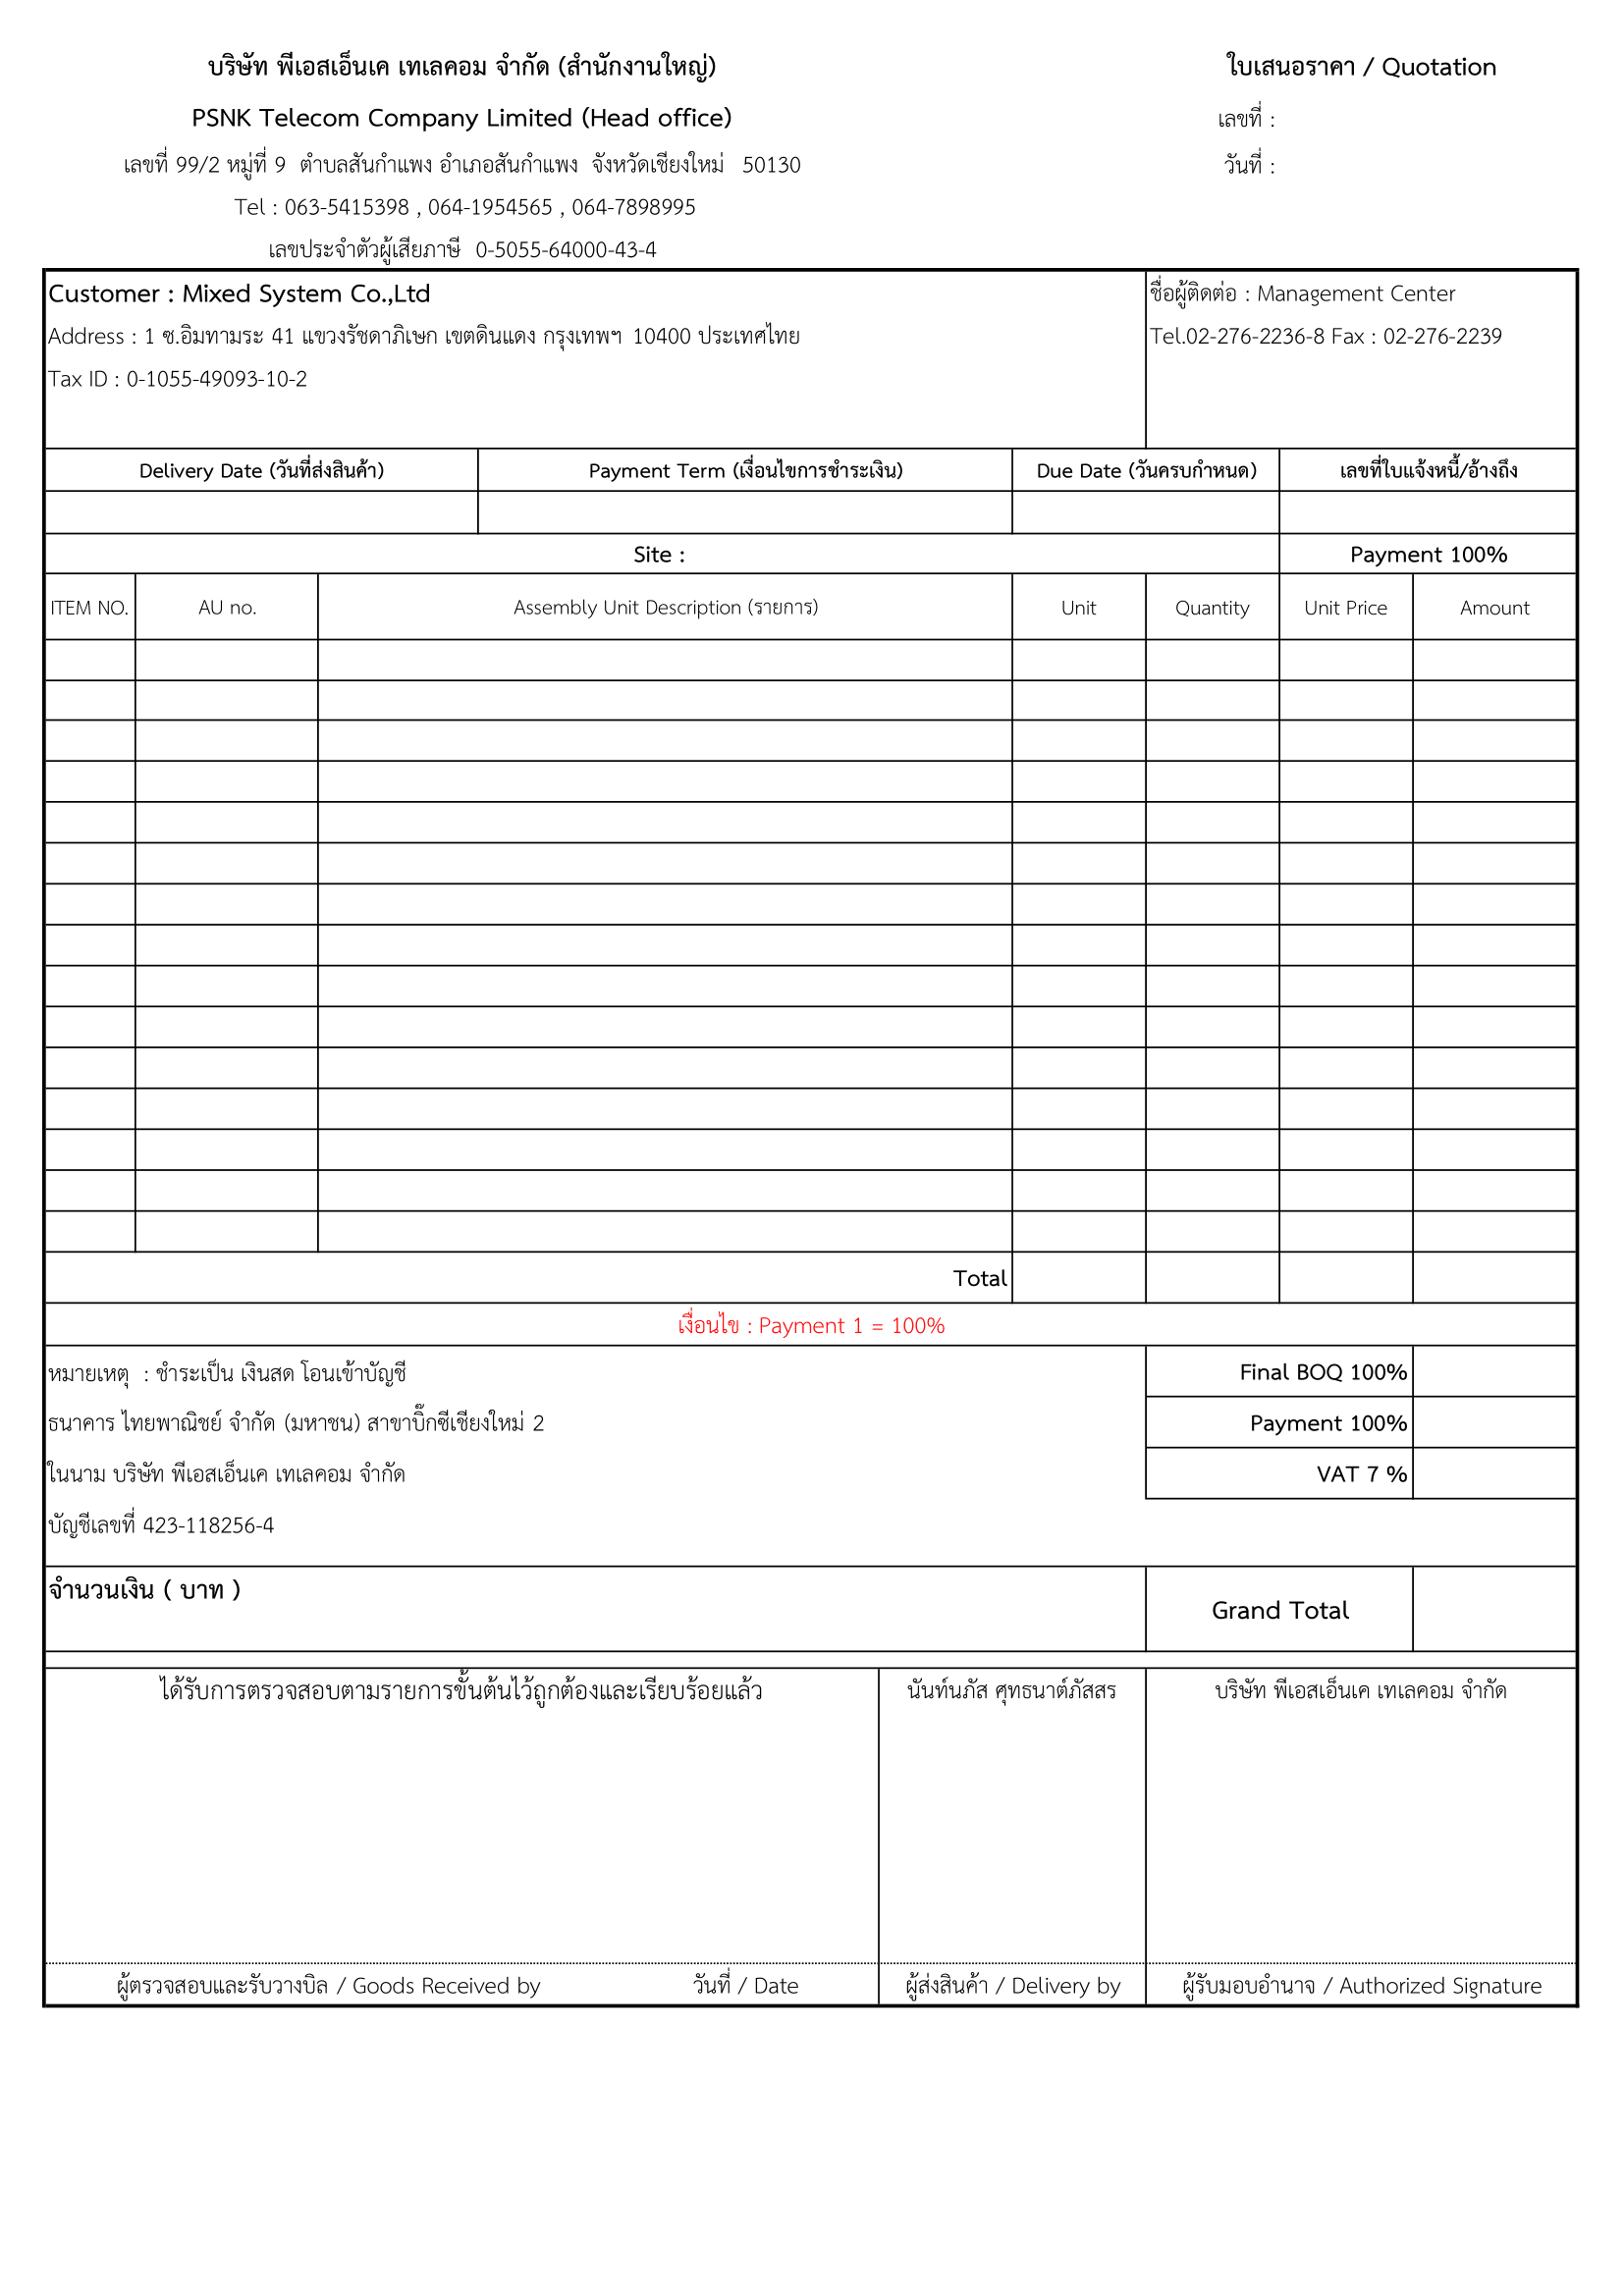 บริษัท พีเอสเอ็นเค เทเลคอม จำกัด (สำนักงานใหญ่)
ใบเสนอราคา / Quotation
PSNK Telecom Company Limited (Head office)
เลขที่ :
เลขที่ 99/2 หมู่ที่ 9 ตำบลสันกำแพง อำเภอสันกำแพง จังหวัดเชียงใหม่ 50130
วันที่ :
Tel : 063-5415398 , 064-1954565 , 064-7898995
เลขประจำตัวผู้เสียภาษี 0-5055-64000-43-4
Customer : Mixed System Co.,Ltd
ชื่อผู้ติดต่อ : Management Center
Address : 1 ซ.อิมทามระ 41 แขวงรัชดาภิเษก เขตดินแดง กรุงเทพฯ 10400 ประเทศไทย
Tel.02-276-2236-8 Fax : 02-276-2239
Tax ID : 0-1055-49093-10-2
Delivery Date (วันที่ส่งสินค้า) Payment Term (เงื่อนไขการชำระเงิน) Due Date (วันครบกำหนด) เลขที่ใบแจ้งหนี้/อ้างถึง
Site : Payment 100%
ITEM NO. AU no. Assembly Unit Description (รายการ) Unit Quantity Unit Price Amount
Total
เงื่อนไข : Payment 1 = 100%
หมายเหตุ : ชำระเป็น เงินสด โอนเข้าบัญชี
Final BOQ 100%
ธนาคาร ไทยพาณิชย์ จำกัด (มหาชน) สาขาบิ๊กซีเชียงใหม่ 2
Payment 100%
ในนาม บริษัท พีเอสเอ็นเค เทเลคอม จำกัด
VAT 7 %
บัญชีเลขที่ 423-118256-4
จำนวนเงิน ( บาท )
Grand Total
ได้รับการตรวจสอบตามรายการขั้นต้นไว้ถูกต้องและเรียบร้อยแล้ว นันท์นภัส ศุทธนาต์ภัสสร บริษัท พีเอสเอ็นเค เทเลคอม จำกัด
ผู้ตรวจสอบและรับวางบิล / Goods Received by วันที่ / Date ผู้ส่งสินค้า / Delivery by ผู้รับมอบอำนาจ / Authorized Signature